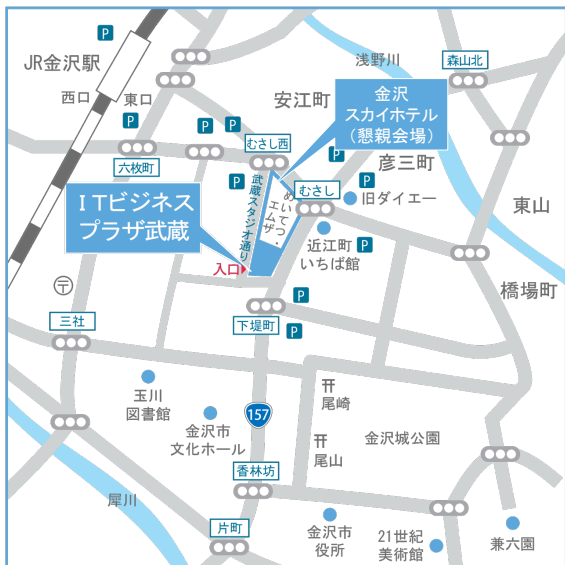 P
浅野川
JR金沢駅
森山北
西口
東口
安江町
金沢
スカイホテル
(懇親会場)
P
P
P
むさし西
P
彦三町
六枚町
P
武蔵スタジオ通り
むさし
P
旧ダイエー
ITビジネス
プラザ武蔵
めいてつ・
エムザ
東山
近江町
いちば館
P
入口
橋場町
〒
P
三社
下堤町
P
玉川
図書館
尾崎
157
金沢市
文化ホール
尾山
金沢城公園
香林坊
犀川
片町
金沢市
役所
21世紀
美術館
兼六園